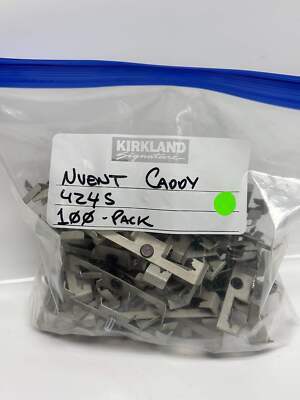 KIRKLAND
Signature
NVENT CADDY
424S
100-PACK